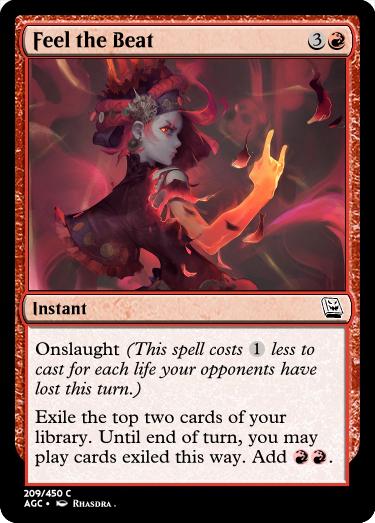 Feel the Beat 3
Instant
Onslaught (This spell costs 1 less to
cast for each life your opponents have
lost this turn.)
Exile the top two cards of your
library. Until end of turn, you may
play cards exiled this way. Add .
209/450 C
AGC • Rhasdra .